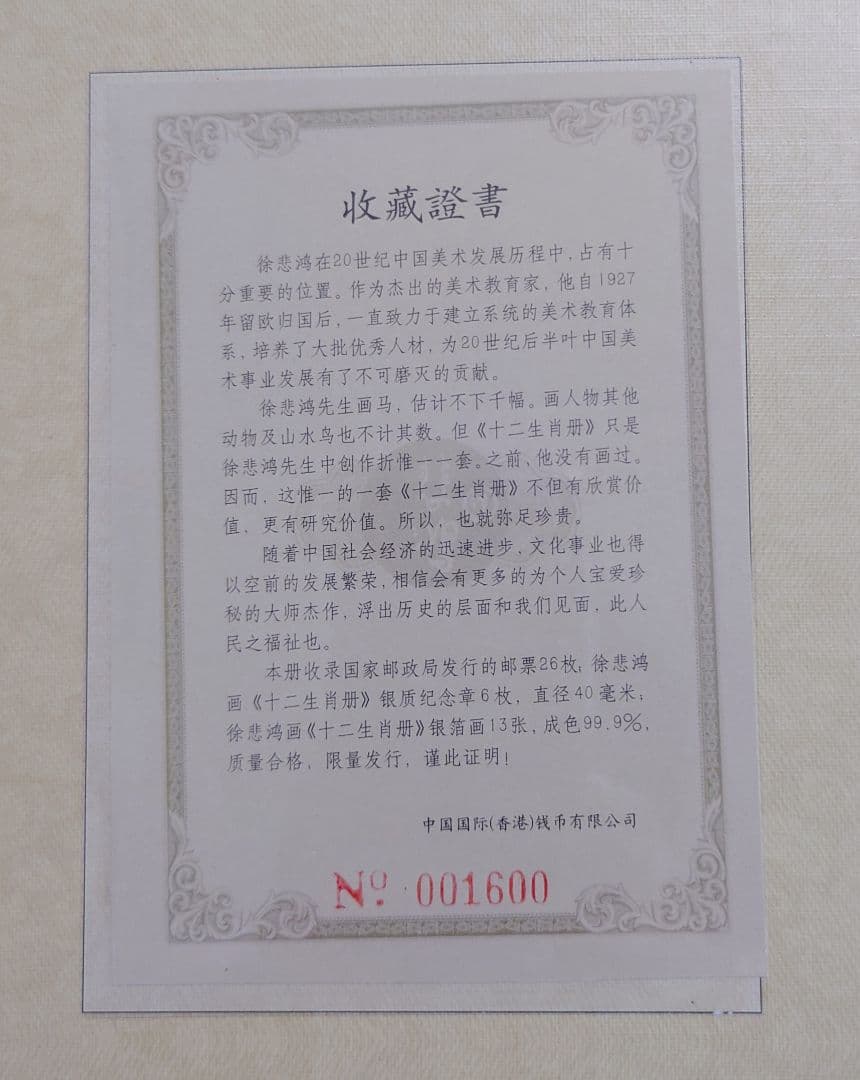 收藏證書
徐悲鸿在20世纪中国美术发展历程中，占有十
分重要的位置。作为杰出的美术教育家，他自1927
年留欧归国后，一直致力于建立系统的美术教育体
系，培养了大批优秀人材，为20世纪后半叶中国美
术事业发展有了不可磨灭的贡献。
徐悲鸿先生画马，估计不下千幅。画人物其他
动物及山水鸟也不计其数。但《十二生肖册》只是
徐悲鸿先生中创作折惟一一套。之前、他没有画过。
因而，这惟一的一套《十二生肖册》不但有欣赏价
值，更有研究价值。所以，也就弥足珍贵。
随着中国社会经济的迅速进步，文化事业也得
以空前的发展繁荣，相信会有更多的为个人宝爱珍
秘的大师杰作，浮出历史的层面和我们见面，此人
民之福祉也。
本册收录国家邮政局发行的邮票26枚；徐悲鸿
画《十二生肖册》银质纪念章6枚，直径40毫米；
徐悲鸿画《十二生肖册》银箔画13张，成色99.9%，
质量合格，限量发行，谨此证明！
中国国际(香港)钱币有限公司
№ 001600